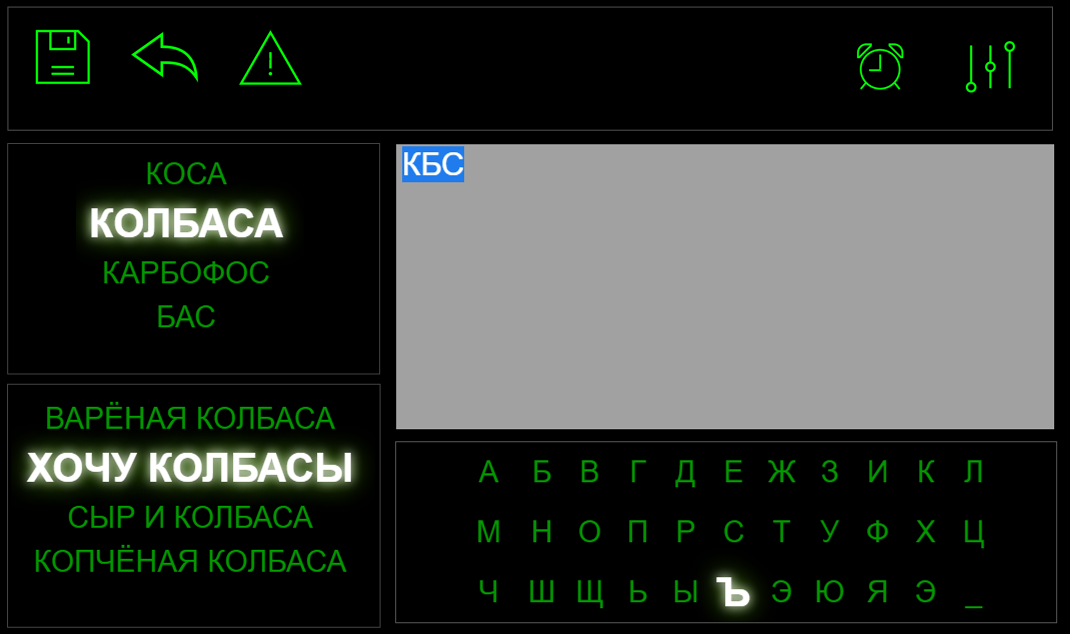 КОСА
КОЛБАСА
КАРБОФОС
БАС
ВАРЁНАЯ КОЛБАСА
ХОЧУ КОЛБАСЫ
СЫР И КОЛБАСА
КОПЧЁНАЯ КОЛБАСА
КБС
А Б В Г Д Е Ж З И К Л
М Н О П Р С Т У Ф Х Ц
Ч Ш Щ Ь Ы Ъ Э Ю Я Э _